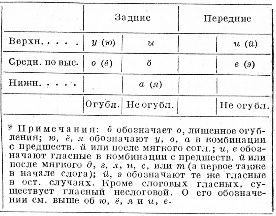 Задние Передние
Верхн. . . . . у (ю) и и (й)
Средн. по выс. о (ё) ö е (э)
Нижн. . . . . а (я)
Огубл. Не огубл. Не огубл.
Примечания: ö обозначает о, лишенное огубления; ю, ё, я обозначают у, о, а в комбинации
с предшеств. й или после мягкого согл.; и, е обозначают гласные в комбинации с предшеств. й или
после мягкого д, з, л, н, с, или т (а первое также
в начале слога); й, э обозначают те же гласные
в ост. случаях. Кроме слоговых гласных, существует гласный неслоговой. О его обозначении см. выше об ю, ё, я и и, е.